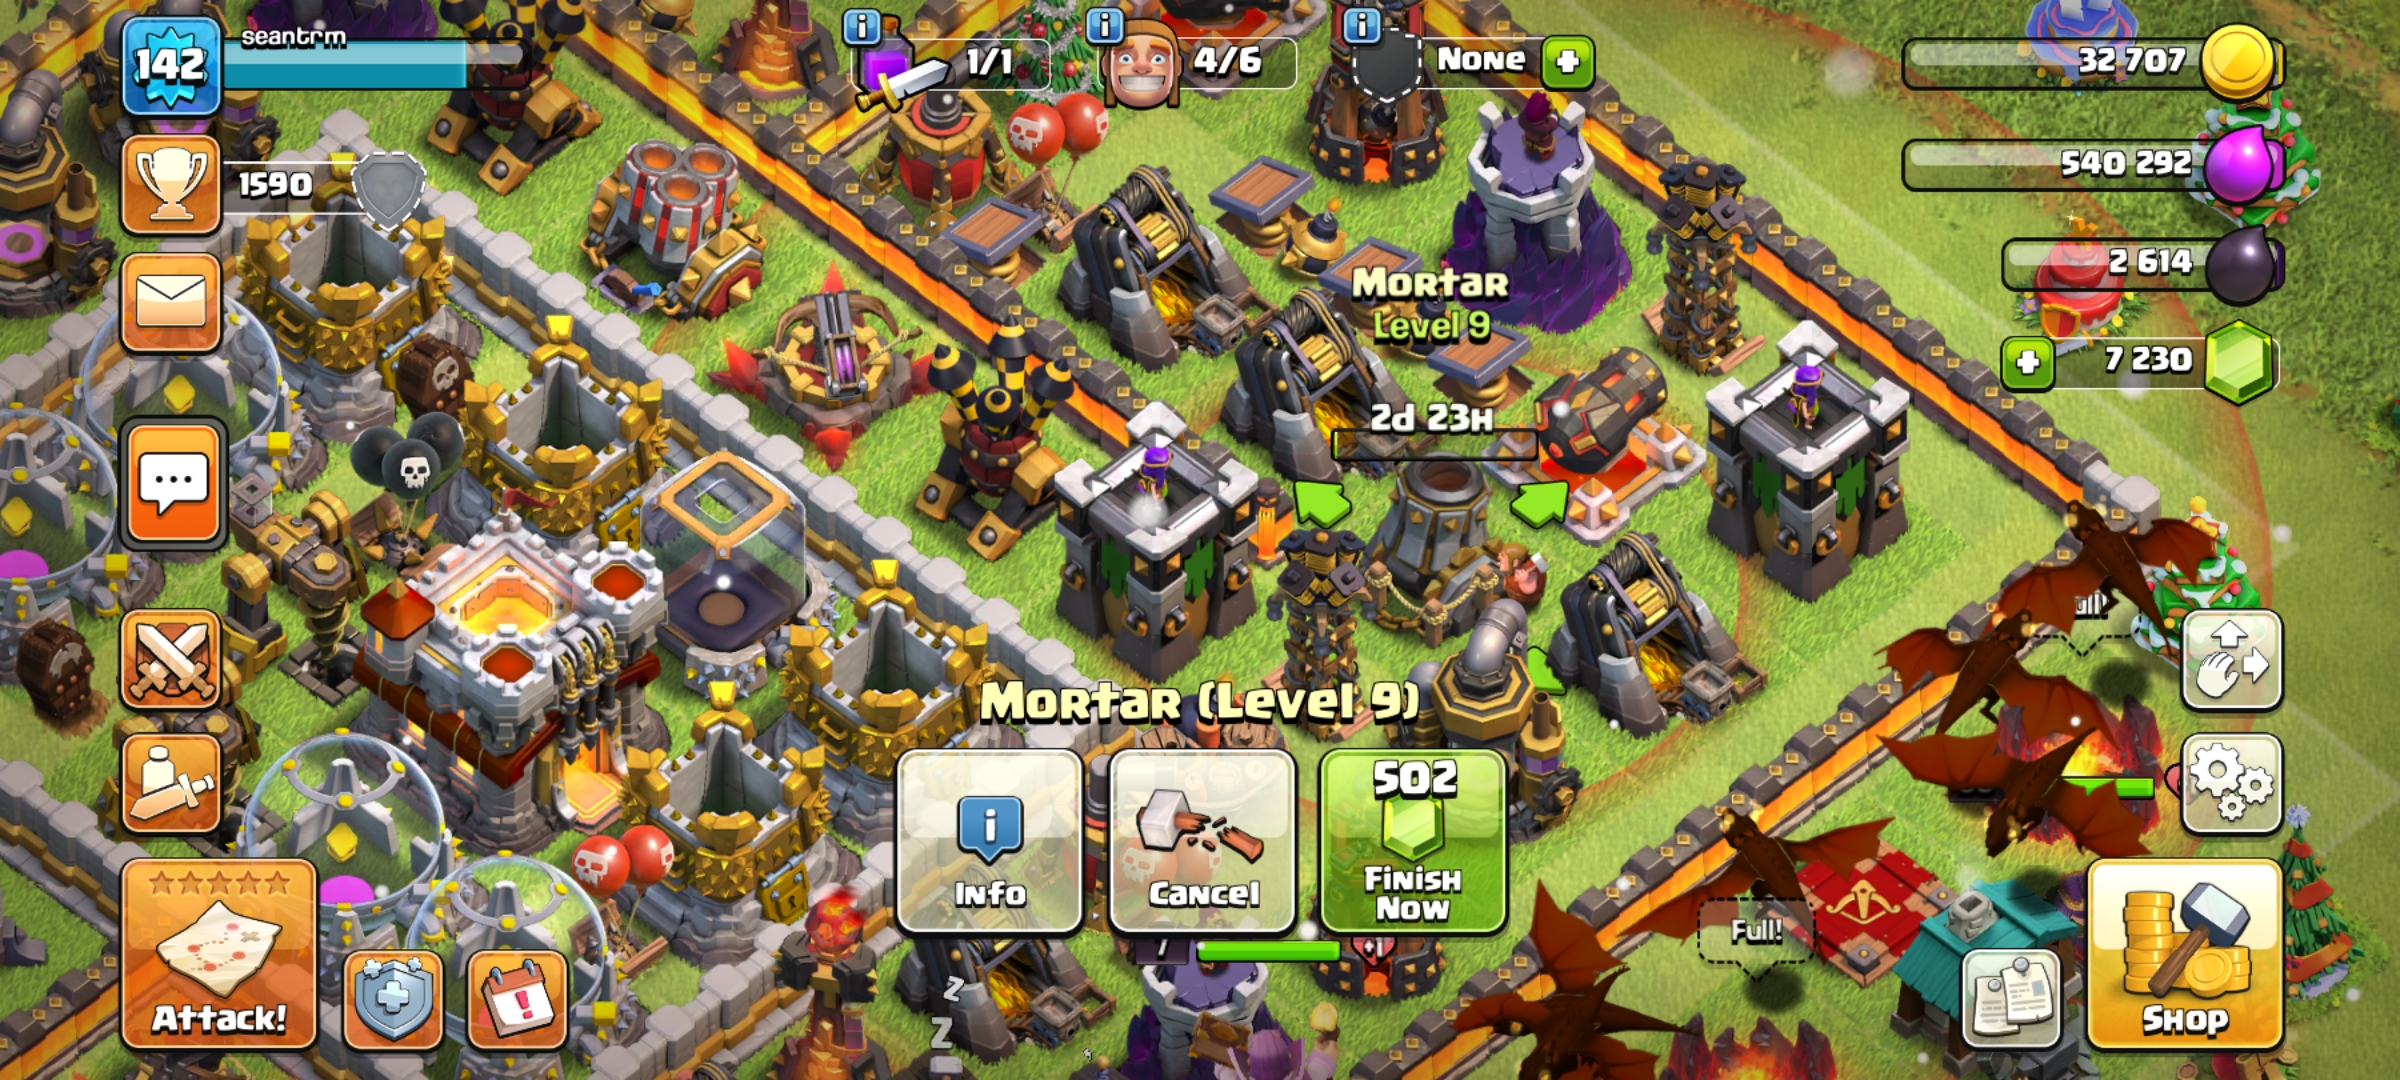 142
seantrm
1/1
4/6
None
32 707
1590
540 292
2 614
7 230
Mortar
Level 9
2d 23h
Mortar (Level 9)
502
Info
Cancel
Finish
Now
Full!
+1
Z
Z
Attack!
Shop